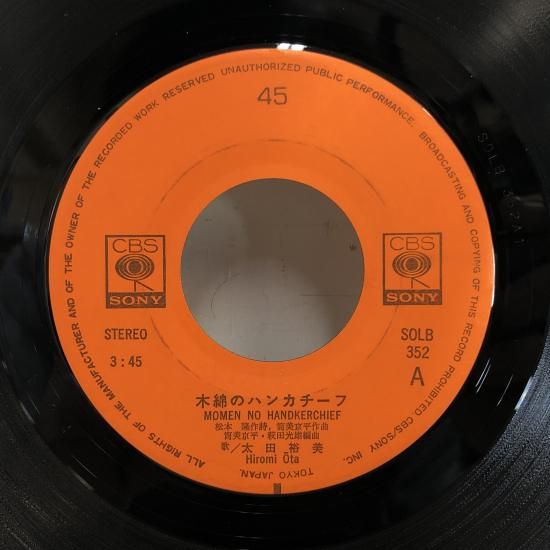 ALL RIGHTS OF THE MANUFACTURER AND OF THE OWNER OF THE RECORDED WORK RESERVED UNAUTHORIZED PUBLIC PERFORMANCE, BROADCASTING AND COPYING OF THIS RECORD PROHIBITED.CBS/SONY INC.
TOKYO JAPAN.
45
CBS
SONY
CBS
SONY
STEREO
3:45
SOLB
352
A
木綿のハンカチーフ
MOMEN NO HANDKERCHIEF
松本 隆作詩,筒美京平作曲
筒美京平・萩田光雄編曲
歌/太田裕美
Hiromi Ōta
SOLB